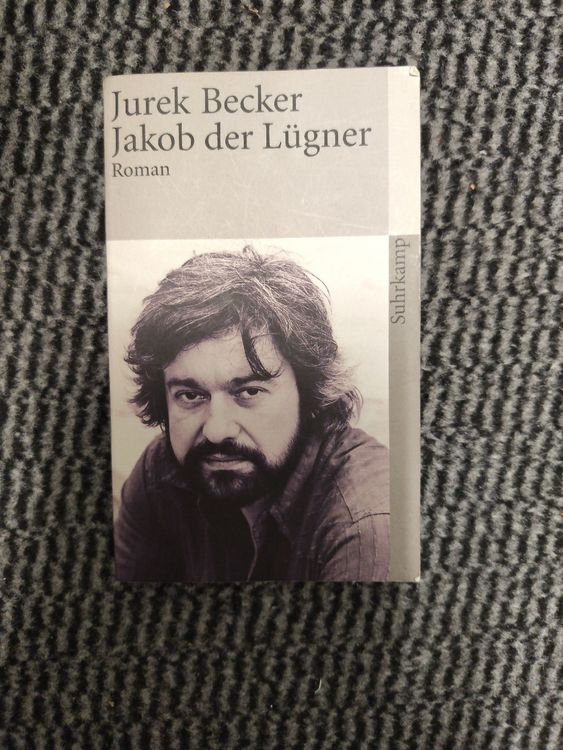 Jurek Becker
Jakob der Lügner
Roman
Suhrkamp